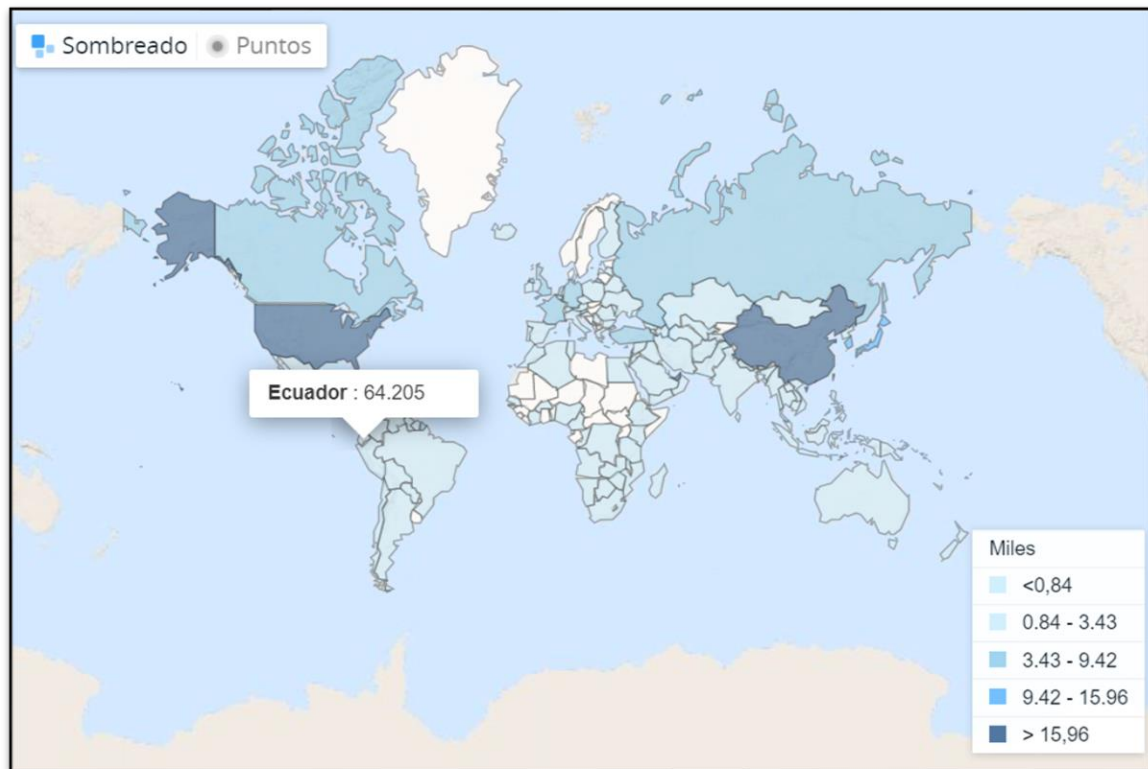 Sombreado
Puntos
Ecuador : 64.205
Miles
<0,84
0.84 - 3.43
3.43 - 9.42
9.42 - 15.96
> 15,96